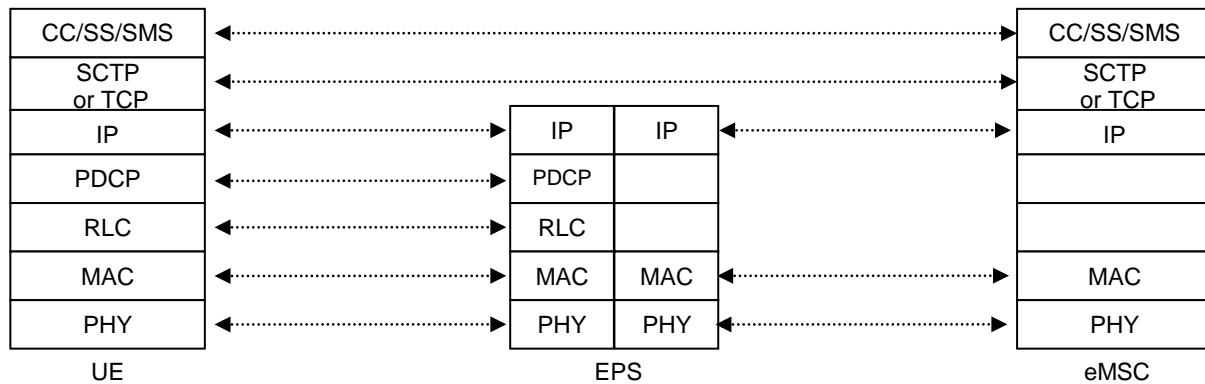 CC/SS/SMS CC/SS/SMS
SCTP SCTP
or TCP or TCP
IP IP IP IP
PDCP PDCP
RLC RLC
MAC MAC MAC MAC
PHY PHY PHY PHY
UE EPS eMSC